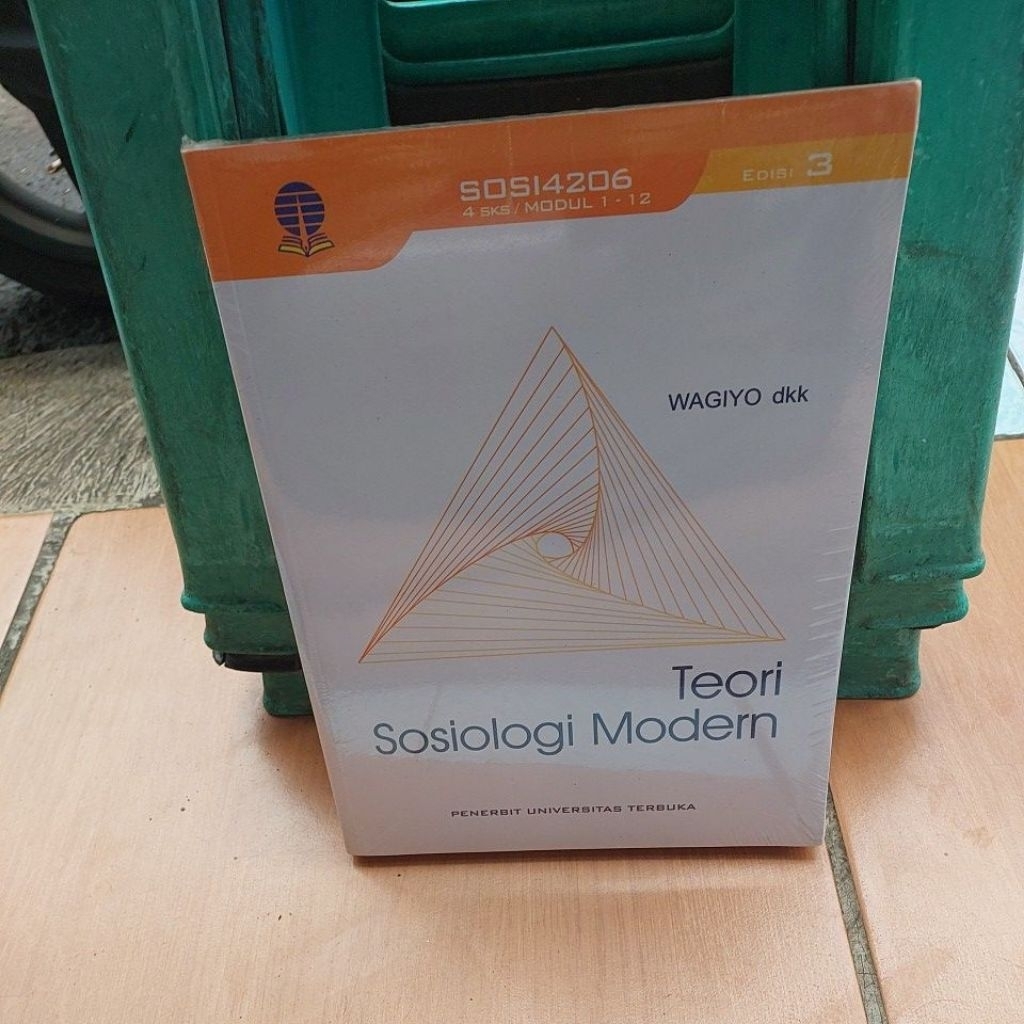 SOSI4206
4 SKS / MODUL 1 - 12
EDISI 3
WAGIYO dkk
Teori
Sosiologi Modern
PENERBIT UNIVERSITAS TERBUKA